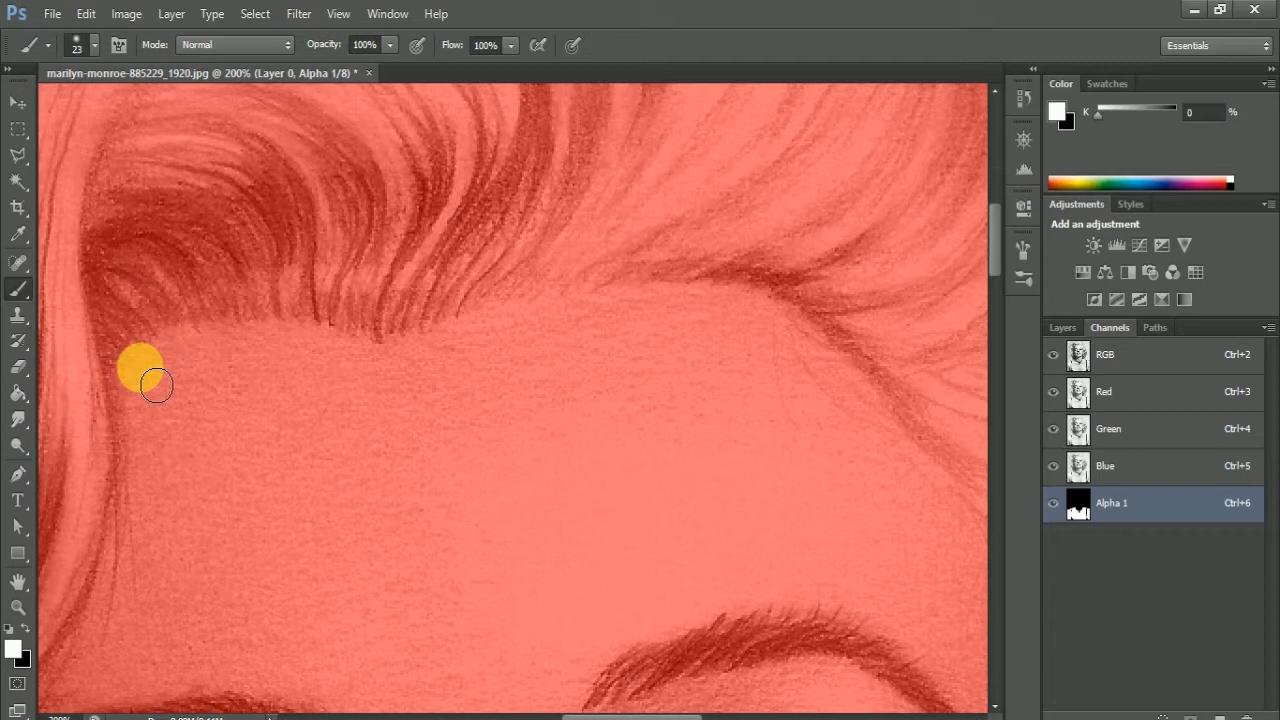 Ps File Edit Image Layer Type Select Filter View Window Help
23 Mode: Normal Opacity: 100% Flow: 100% Essentials
marilyn-monroe-885229_1920.jpg @ 200% (Layer 0, Alpha 1/8) * ×
Color Swatches
K 0 %
Adjustments Styles
Add an adjustment
Layers Channels Paths
RGB Ctrl+2
Red Ctrl+3
Green Ctrl+4
Blue Ctrl+5
Alpha 1 Ctrl+6